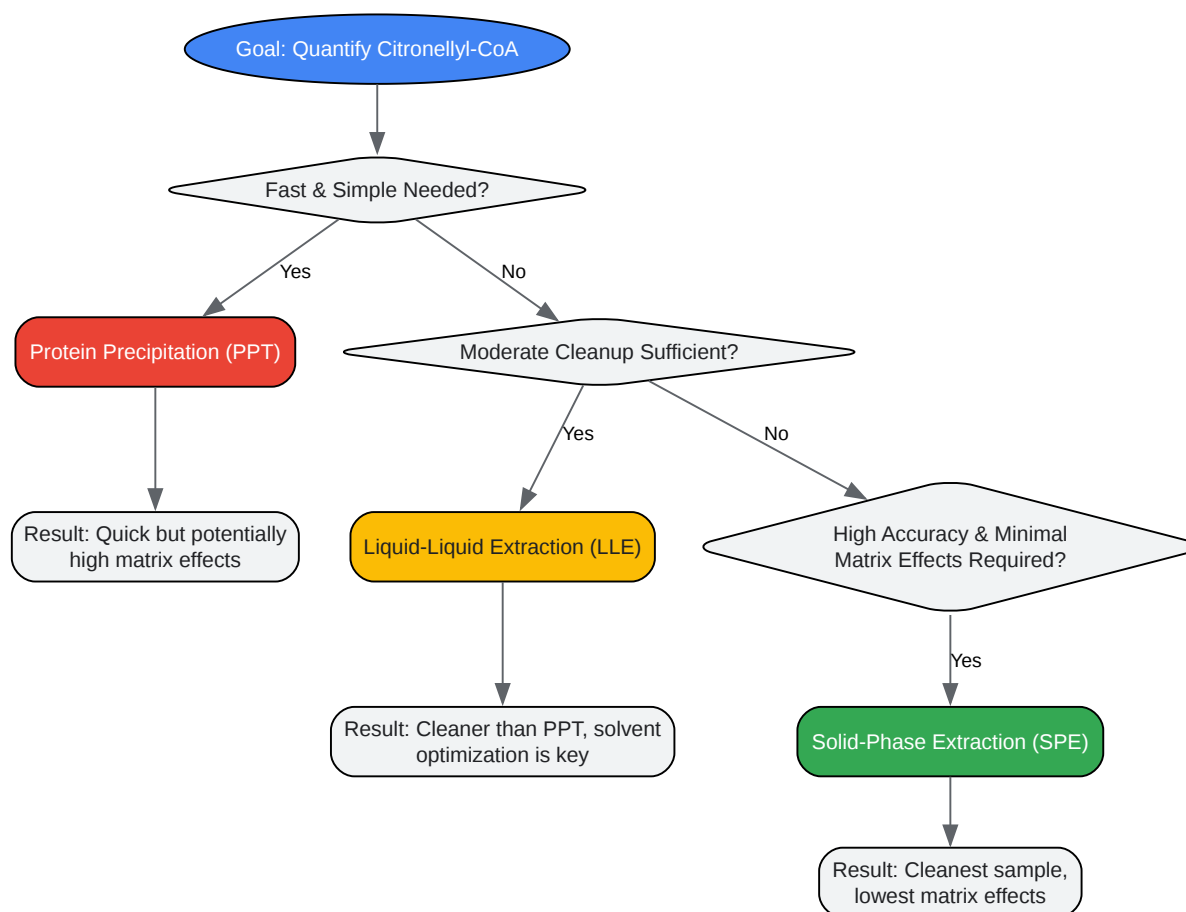 Goal: Quantify Citronellyl-CoA
Fast & Simple Needed?
Yes
No
Protein Precipitation (PPT)
Moderate Cleanup Sufficient?
Yes
No
Result: Quick but potentially
high matrix effects
Liquid-Liquid Extraction (LLE)
High Accuracy & Minimal
Matrix Effects Required?
Yes
Result: Cleaner than PPT, solvent
optimization is key
Solid-Phase Extraction (SPE)
Result: Cleanest sample,
lowest matrix effects